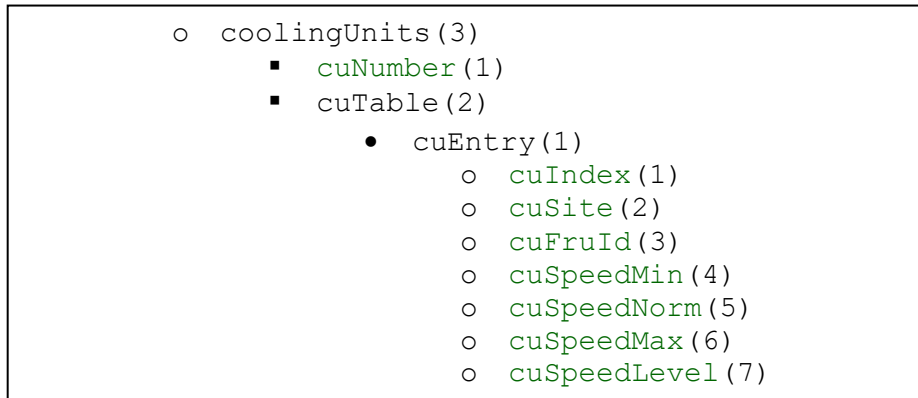 o coolingUnits(3)
▪ cuNumber(1)
▪ cuTable(2)
• cuEntry(1)
o cuIndex(1)
o cuSite(2)
o cuFruId(3)
o cuSpeedMin(4)
o cuSpeedNorm(5)
o cuSpeedMax(6)
o cuSpeedLevel(7)